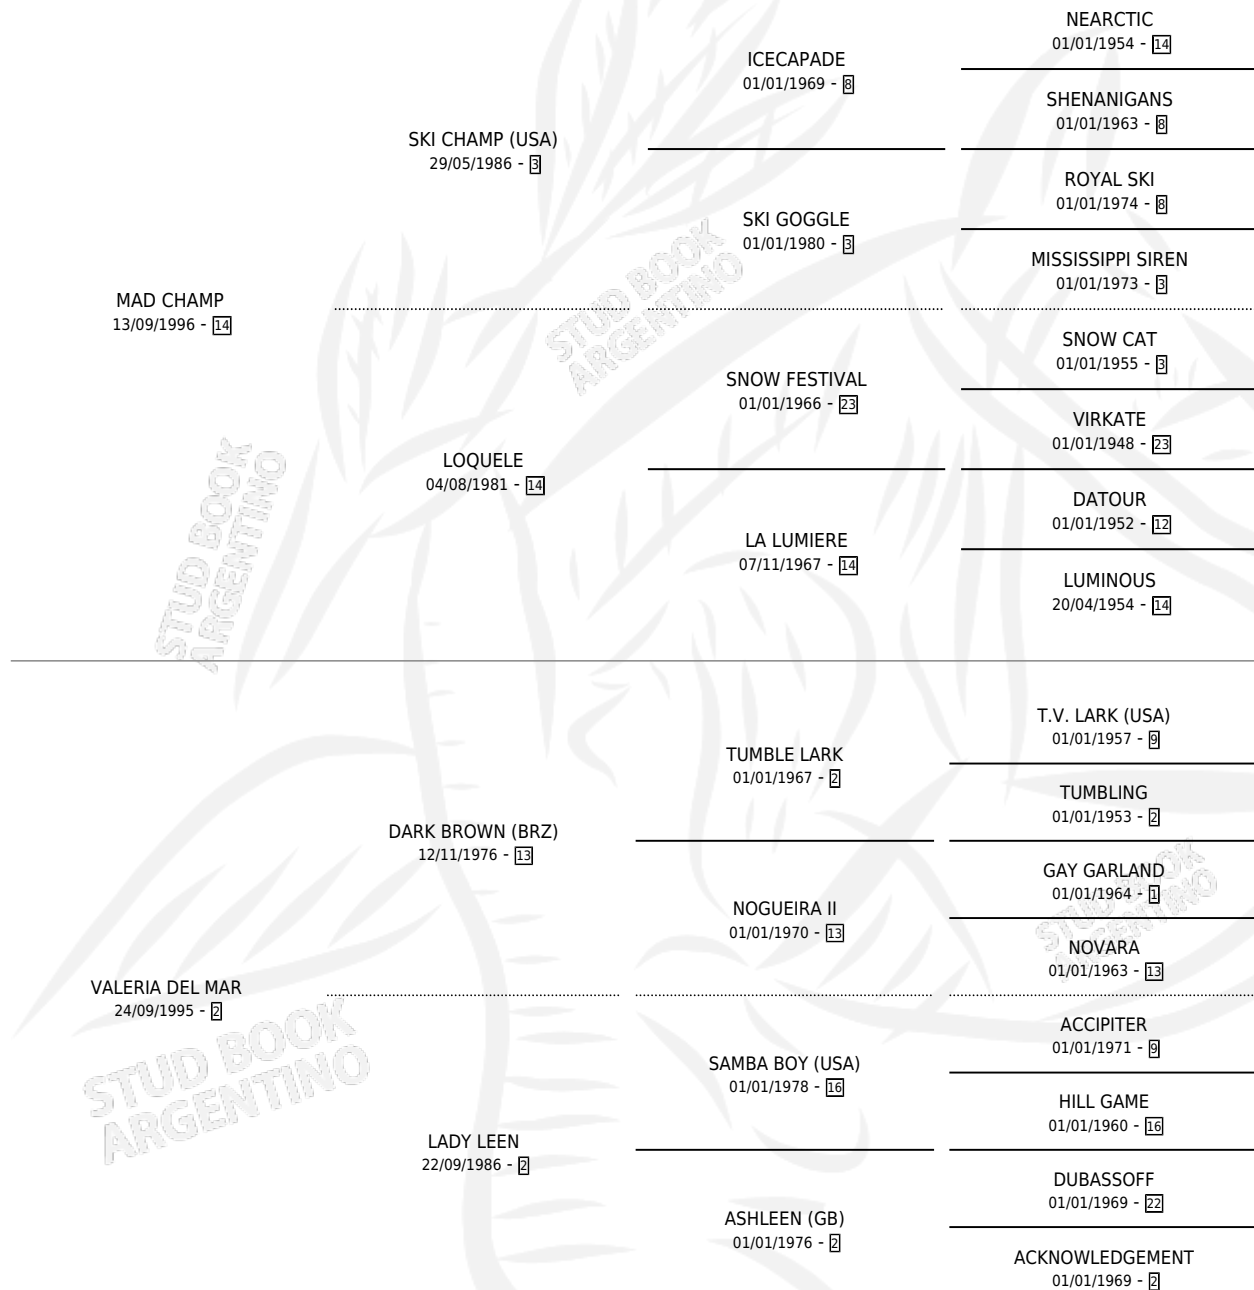 NEARCTIC
01/01/1954 - 14
ICECAPADE
01/01/1969 - 8
SHENANIGANS
01/01/1963 - 8
SKI CHAMP (USA)
29/05/1986 - 3
ROYAL SKI
01/01/1974 - 8
SKI GOGGLE
01/01/1980 - 3
MISSISSIPPI SIREN
01/01/1973 - 3
MAD CHAMP
13/09/1996 - 14
SNOW CAT
01/01/1955 - 3
SNOW FESTIVAL
01/01/1966 - 23
VIRKATE
01/01/1948 - 23
LOQUELE
04/08/1981 - 14
DATOUR
01/01/1952 - 12
LA LUMIERE
07/11/1967 - 14
LUMINOUS
20/04/1954 - 14
T.V. LARK (USA)
01/01/1957 - 9
TUMBLE LARK
01/01/1967 - 2
TUMBLING
01/01/1953 - 2
DARK BROWN (BRZ)
12/11/1976 - 13
GAY GARLAND
01/01/1964 - 1
NOGUEIRA II
01/01/1970 - 13
NOVARA
01/01/1963 - 13
VALERIA DEL MAR
24/09/1995 - 2
ACCIPITER
01/01/1971 - 9
SAMBA BOY (USA)
01/01/1978 - 16
HILL GAME
01/01/1960 - 16
LADY LEEN
22/09/1986 - 2
DUBASSOFF
01/01/1969 - 22
ASHLEEN (GB)
01/01/1976 - 2
ACKNOWLEDGEMENT
01/01/1969 - 2
STUD BOOK
ARGENTINO
STUD BOOK
ARGENTINO
STUD BOOK
ARGENTINO
STUD BOOK
ARGENTINO